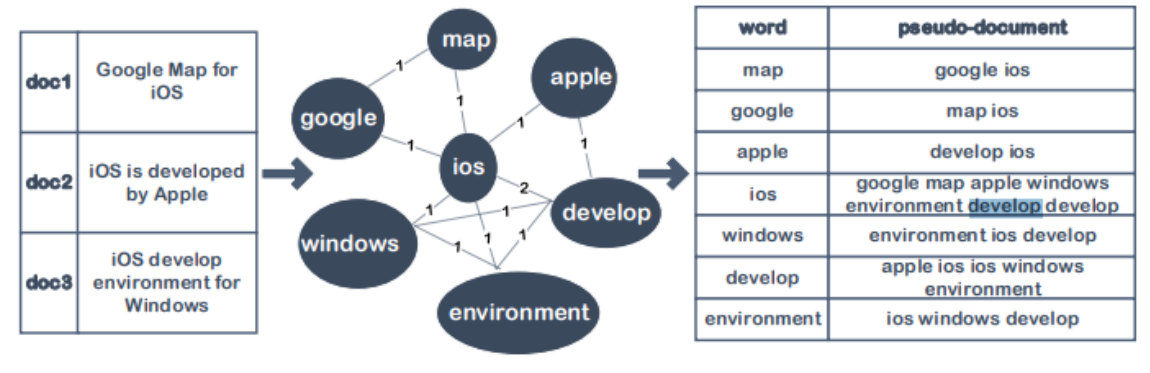 doc1
Google Map for
iOS
doc2
iOS is developed
by Apple
doc3
iOS develop
environment for
Windows
map
apple
google
ios
develop
windows
environment
1
1
1
1
1
2
1
1
1
1
1
word
pseudo-document
map
google ios
google
map ios
apple
develop ios
ios
google map apple windows
environment develop develop
windows
environment ios develop
develop
apple ios ios windows
environment
environment
ios windows develop